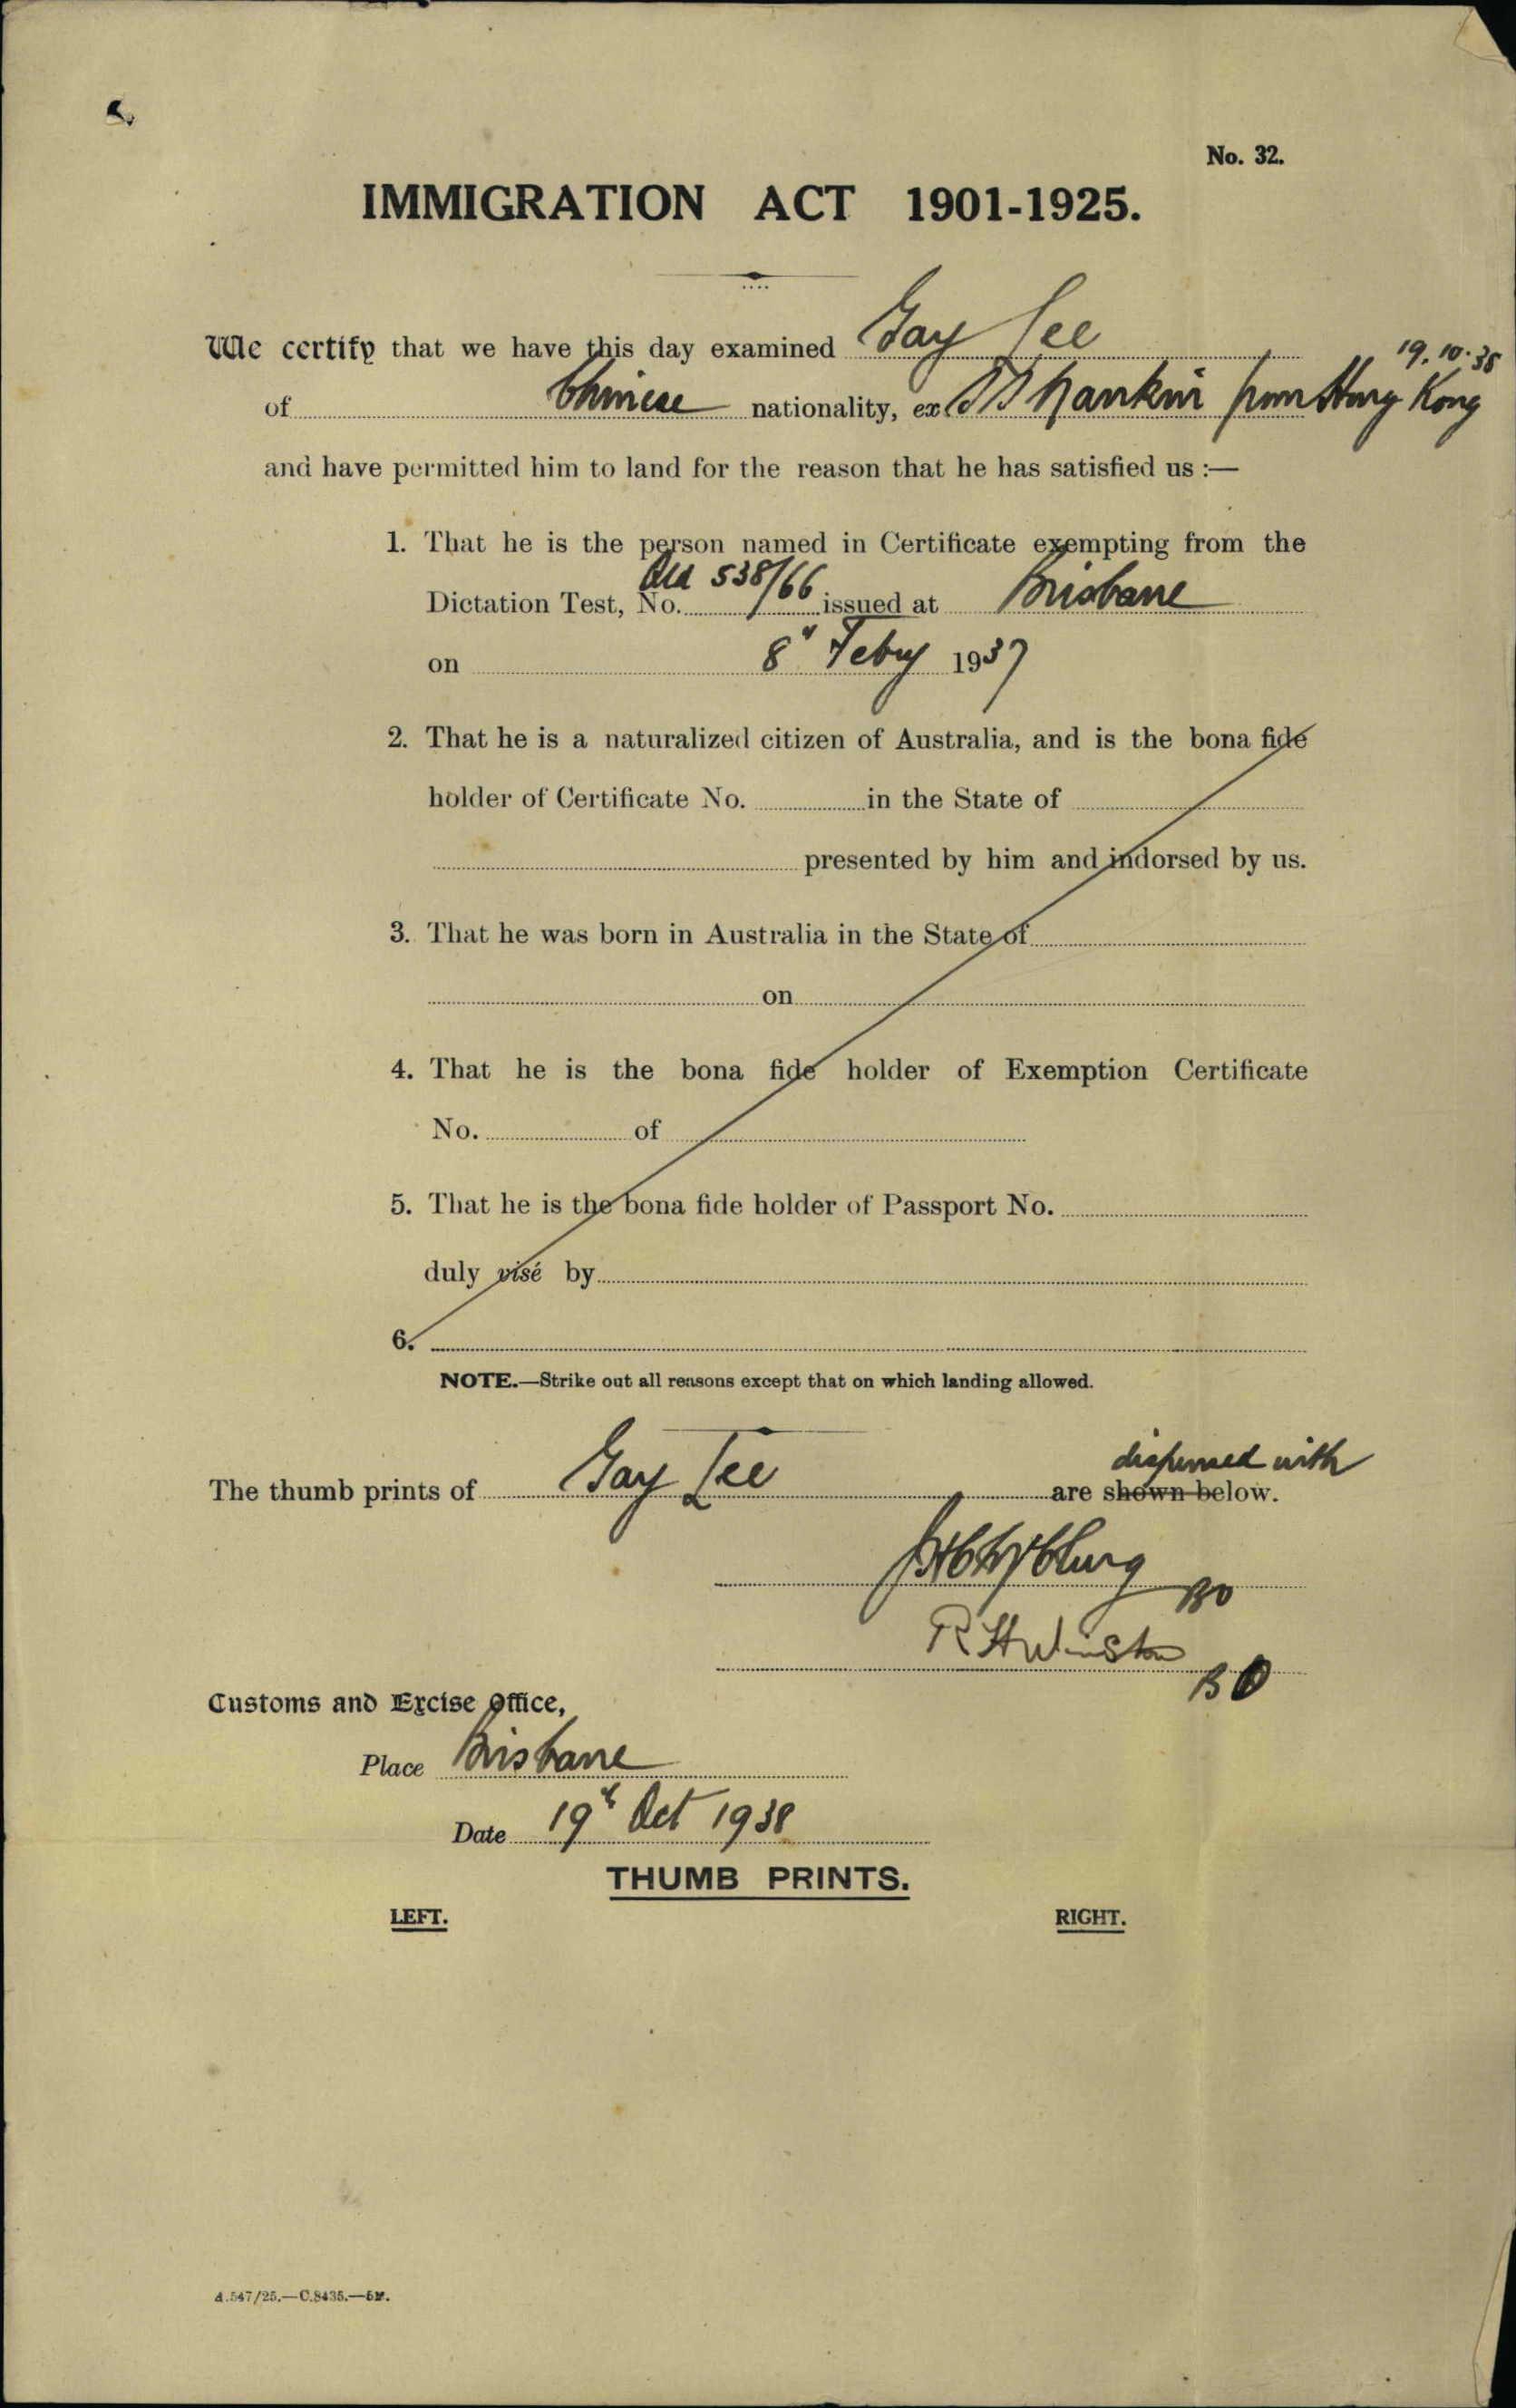 No. 32.
IMMIGRATION ACT 1901-1925.
We certify that we have this day examined Gay Lee
19.10.38
of Chinese nationality, ex SS Nankin from Hong Kong
and have permitted him to land for the reason that he has satisfied us :—
1. That he is the person named in Certificate exempting from the
Dictation Test, No. Old 538/66 issued at Brisbane
on 8" Feby 1937
2. That he is a naturalized citizen of Australia, and is the bona fide
holder of Certificate No. in the State of
presented by him and indorsed by us.
3. That he was born in Australia in the State of
on
4. That he is the bona fide holder of Exemption Certificate
No. of
5. That he is the bona fide holder of Passport No.
duly visé by
6.
NOTE.—Strike out all reasons except that on which landing allowed.
dispensed with
The thumb prints of Gay Lee are shown below.
BO
R H Winston
BO
Customs and Excise Office,
Place Brisbane
Date 19th Oct 1938
THUMB PRINTS.
LEFT. RIGHT.
A.547/25.—C.8435.—5M.